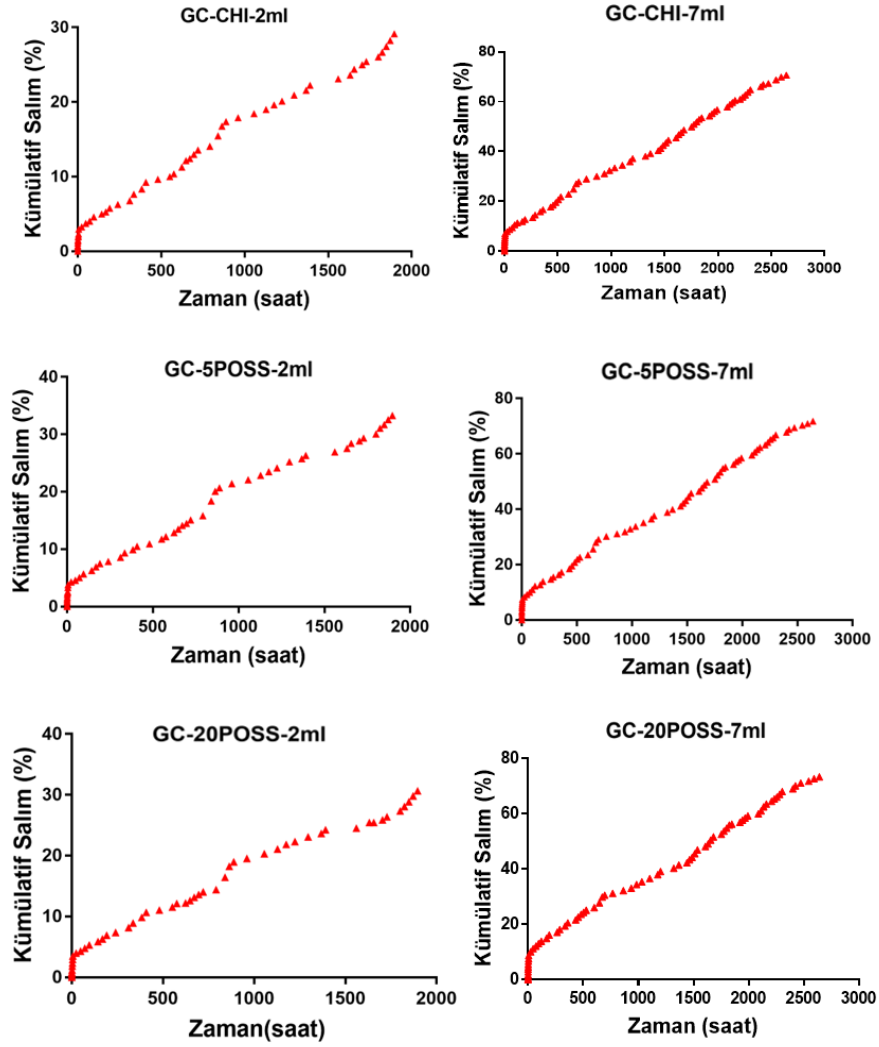 GC-CHI-2ml
Kümülatif Salım (%)
30
20
10
0
0 500 1000 1500 2000
Zaman (saat)
GC-CHI-7ml
Kümülatif Salım (%)
80
60
40
20
0
0 500 1000 1500 2000 2500 3000
Zaman (saat)
GC-5POSS-2ml
Kümülatif Salım (%)
40
30
20
10
0
0 500 1000 1500 2000
Zaman (saat)
GC-5POSS-7ml
Kümülatif Salım (%)
80
60
40
20
0
0 500 1000 1500 2000 2500 3000
Zaman (saat)
GC-20POSS-2ml
Kümülatif Salım (%)
40
30
20
10
0
0 500 1000 1500 2000
Zaman(saat)
GC-20POSS-7ml
Kümülatif Salım (%)
80
60
40
20
0
0 500 1000 1500 2000 2500 3000
Zaman (saat)